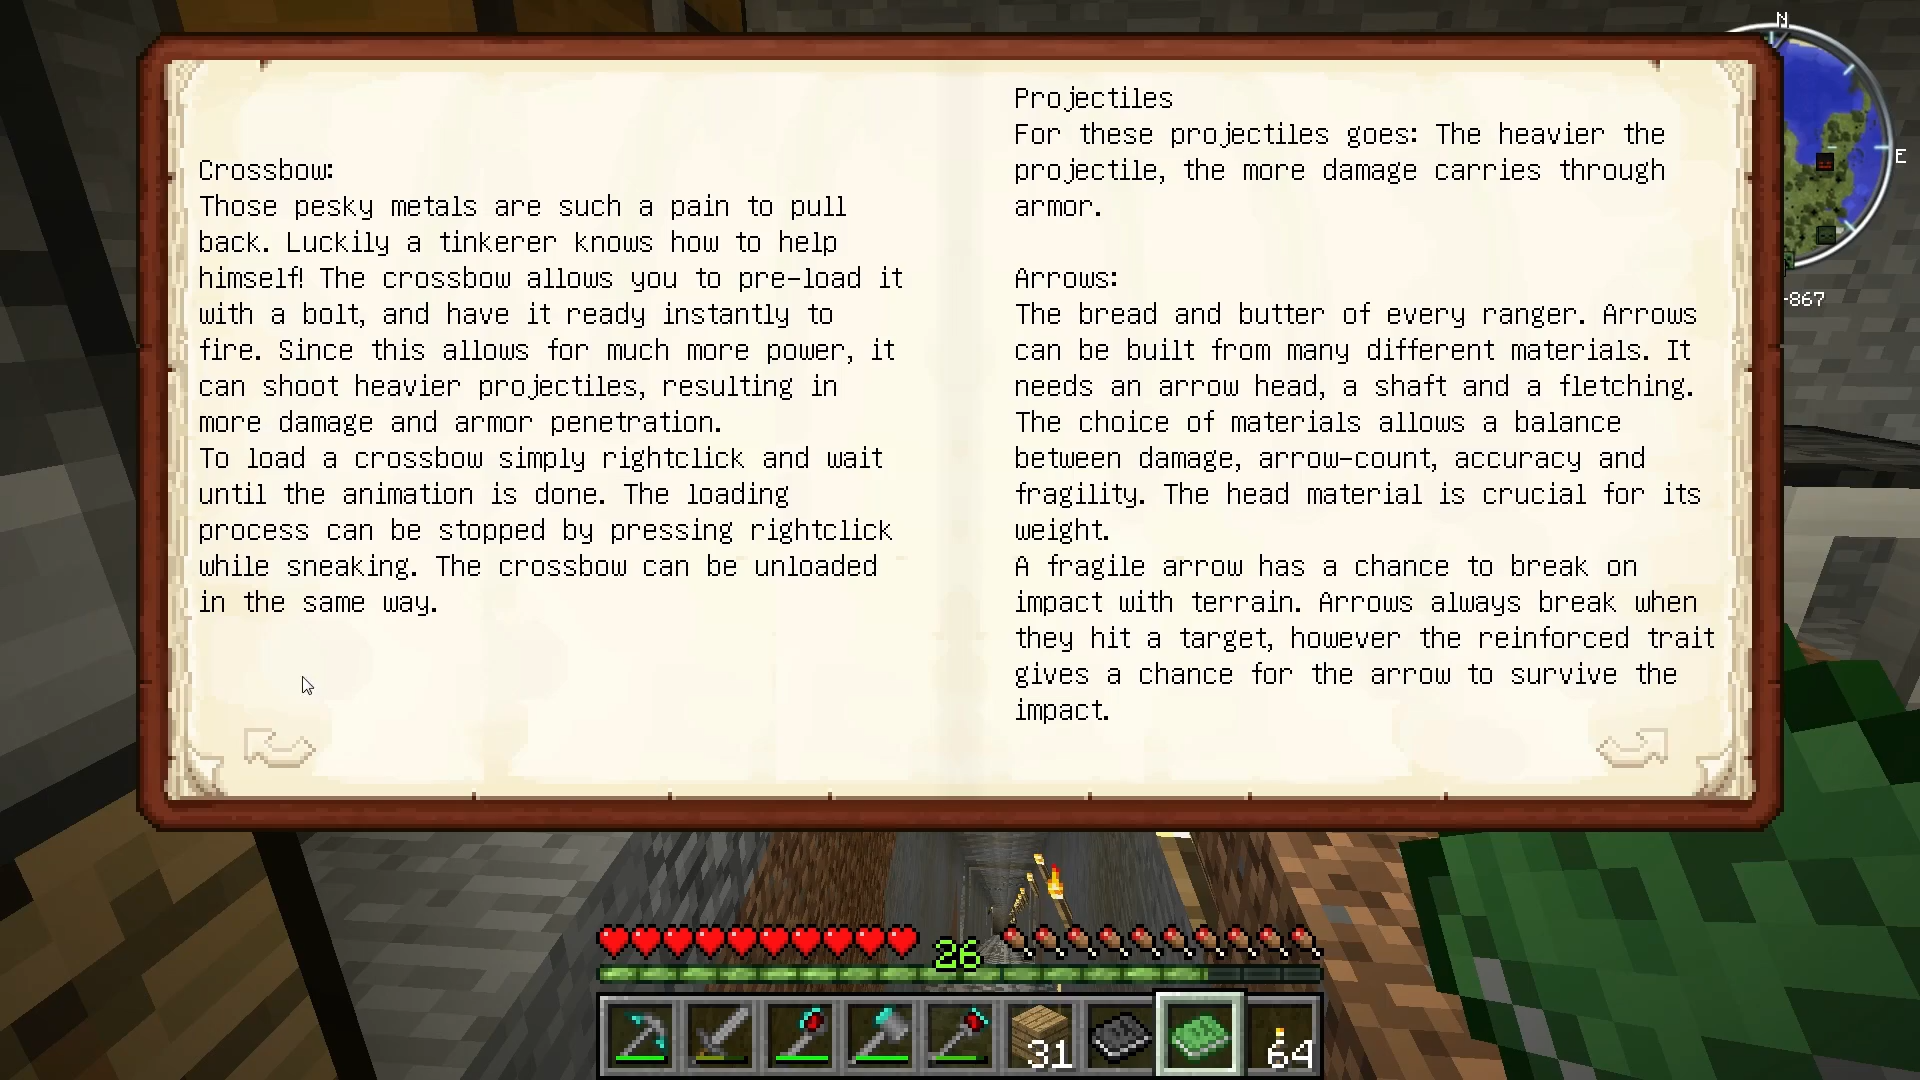 Crossbow:
Those pesky metals are such a pain to pull
back. Luckily a tinkerer knows how to help
himself! The crossbow allows you to pre-load it
with a bolt, and have it ready instantly to
fire. Since this allows for much more power, it
can shoot heavier projectiles, resulting in
more damage and armor penetration.
To load a crossbow simply rightclick and wait
until the animation is done. The loading
process can be stopped by pressing rightclick
while sneaking. The crossbow can be unloaded
in the same way.
Projectiles
For these projectiles goes: The heavier the
projectile, the more damage carries through
armor.
Arrows:
The bread and butter of every ranger. Arrows
can be built from many different materials. It
needs an arrow head, a shaft and a fletching.
The choice of materials allows a balance
between damage, arrow-count, accuracy and
fragility. The head material is crucial for its
weight.
A fragile arrow has a chance to break on
impact with terrain. Arrows always break when
they hit a target, however the reinforced trait
gives a chance for the arrow to survive the
impact.
N
E
-867
26
31
64